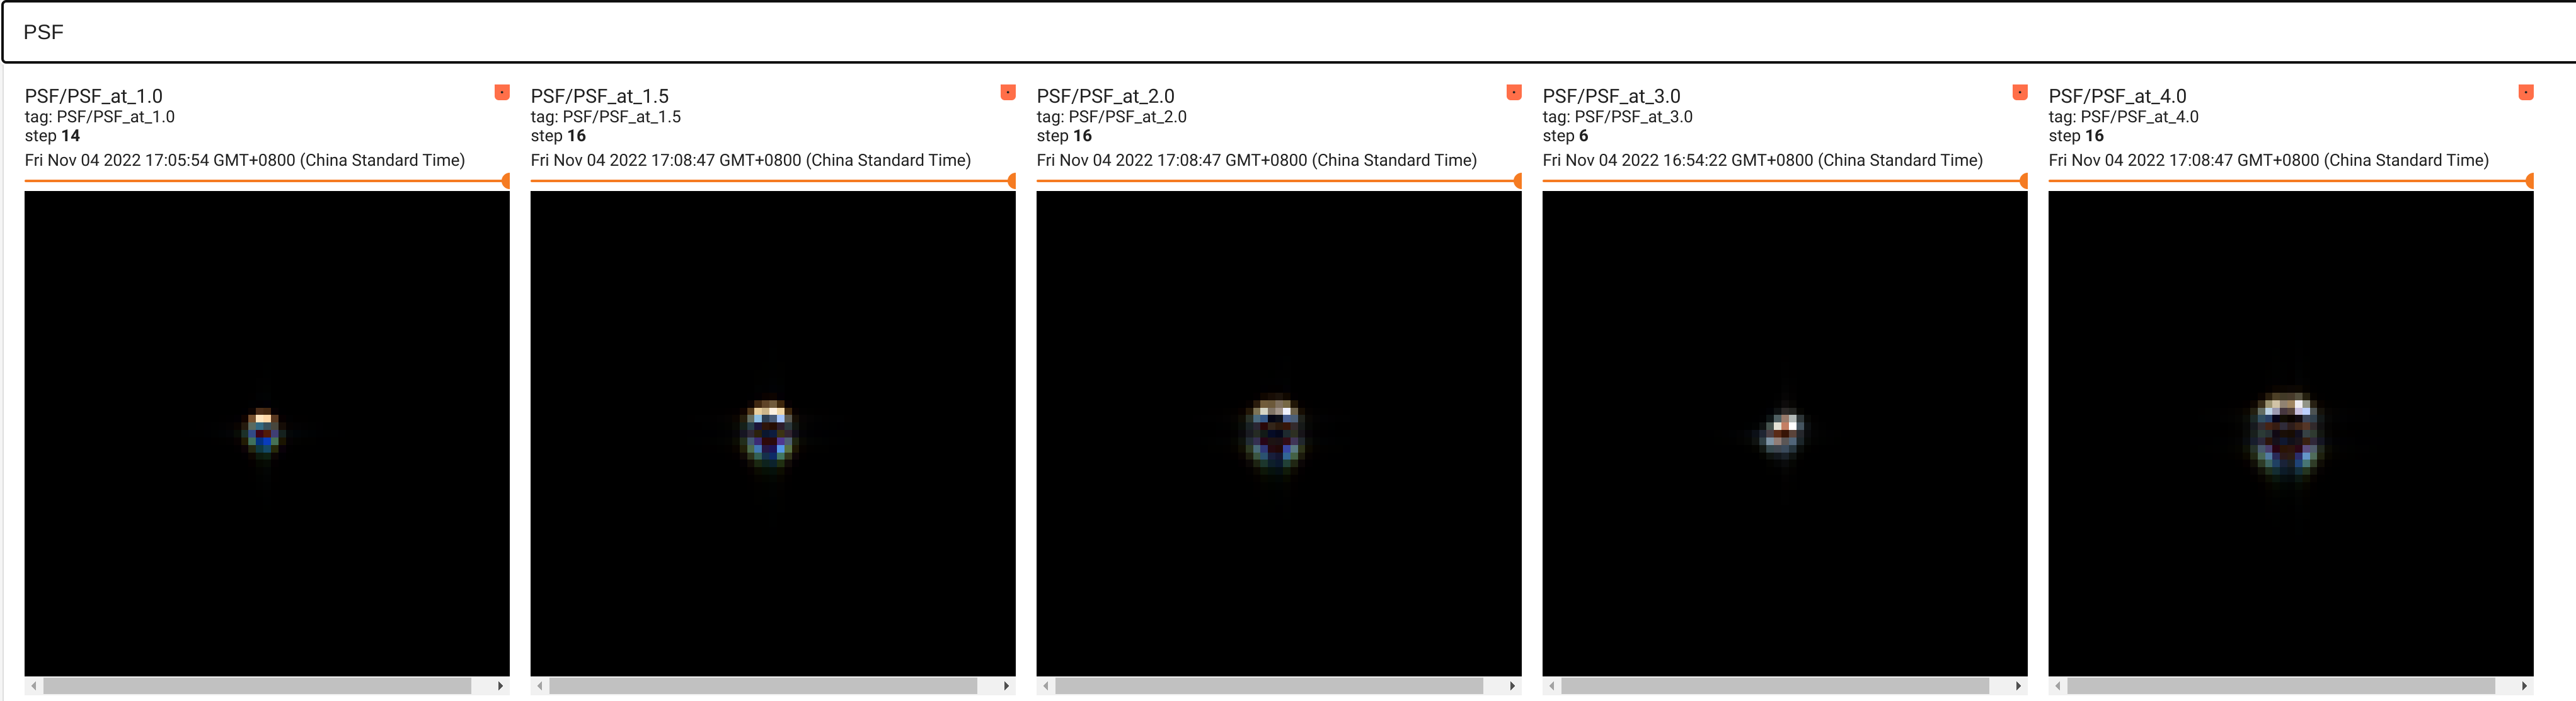 PSF
PSF/PSF_at_1.0
tag: PSF/PSF_at_1.0
step 14
Fri Nov 04 2022 17:05:54 GMT+0800 (China Standard Time)
PSF/PSF_at_1.5
tag: PSF/PSF_at_1.5
step 16
Fri Nov 04 2022 17:08:47 GMT+0800 (China Standard Time)
PSF/PSF_at_2.0
tag: PSF/PSF_at_2.0
step 16
Fri Nov 04 2022 17:08:47 GMT+0800 (China Standard Time)
PSF/PSF_at_3.0
tag: PSF/PSF_at_3.0
step 6
Fri Nov 04 2022 16:54:22 GMT+0800 (China Standard Time)
PSF/PSF_at_4.0
tag: PSF/PSF_at_4.0
step 16
Fri Nov 04 2022 17:08:47 GMT+0800 (China Standard Time)